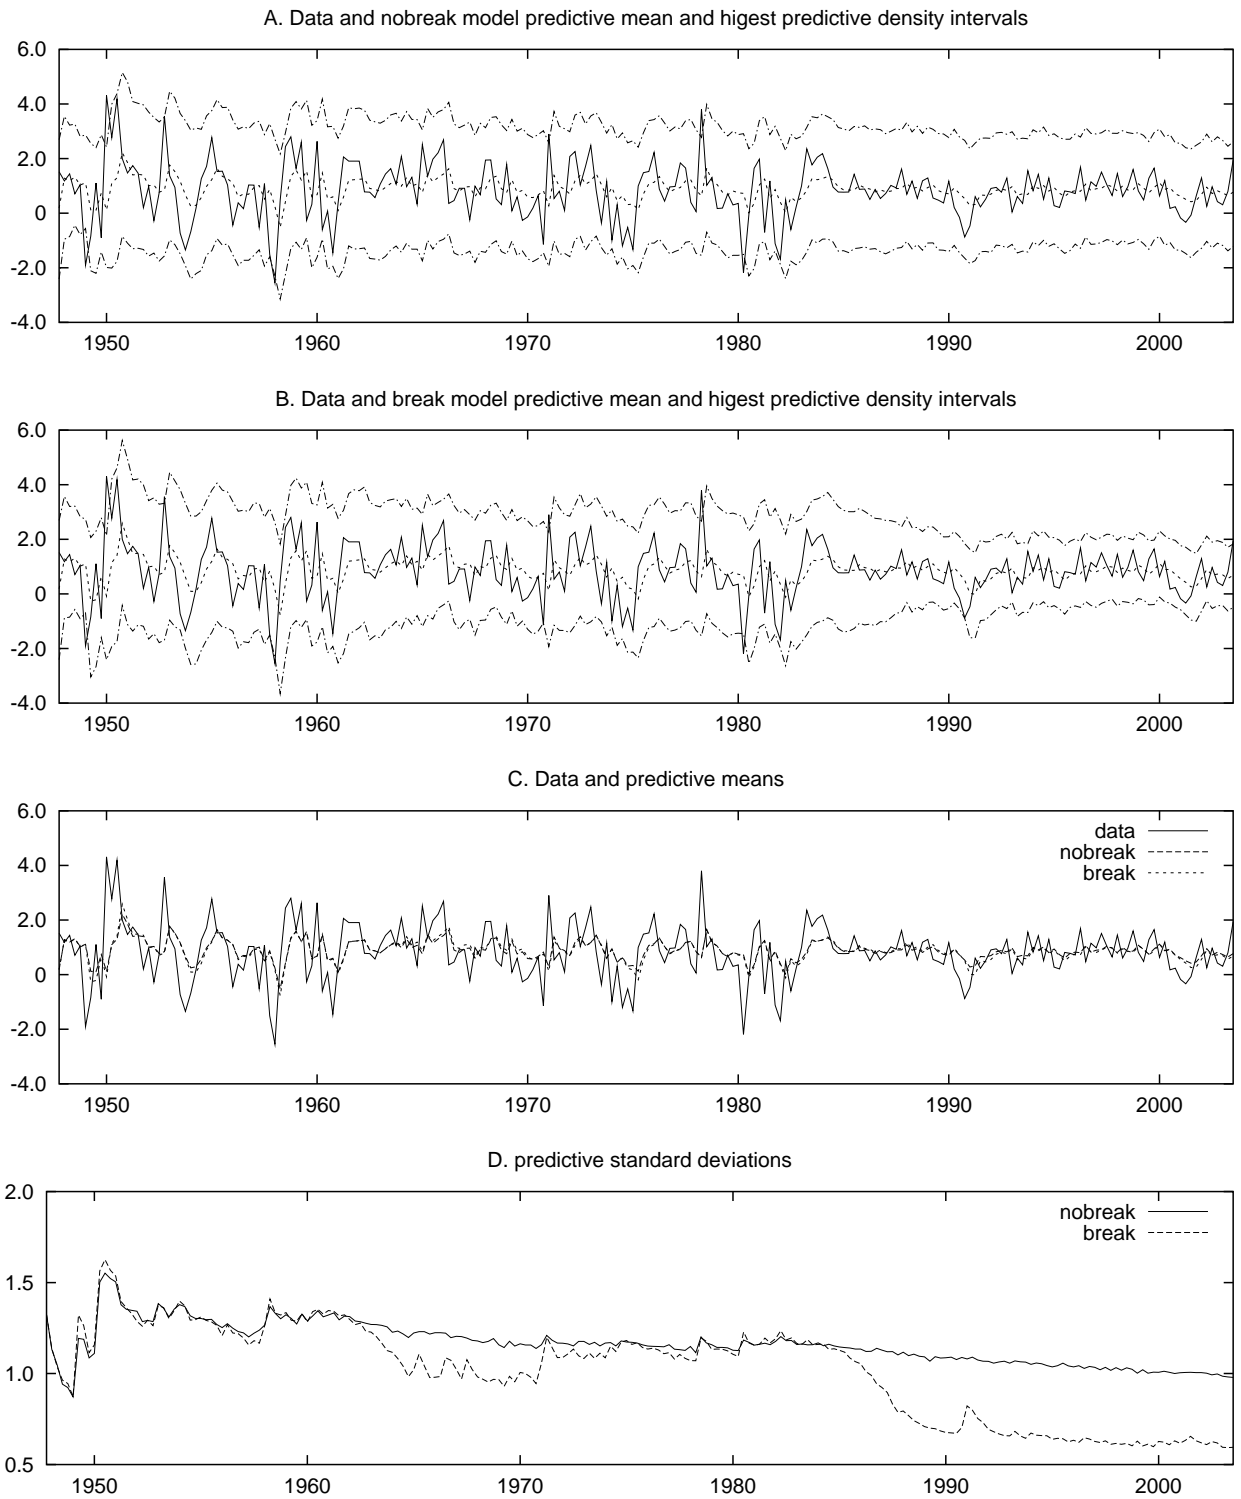 A. Data and nobreak model predictive mean and higest predictive density intervals
6.0
4.0
2.0
0
-2.0
-4.0
1950 1960 1970 1980 1990 2000
B. Data and break model predictive mean and higest predictive density intervals
6.0
4.0
2.0
0
-2.0
-4.0
1950 1960 1970 1980 1990 2000
C. Data and predictive means
6.0
data
nobreak
break
4.0
2.0
0
-2.0
-4.0
1950 1960 1970 1980 1990 2000
D. predictive standard deviations
2.0
nobreak
break
1.5
1.0
0.5
1950 1960 1970 1980 1990 2000